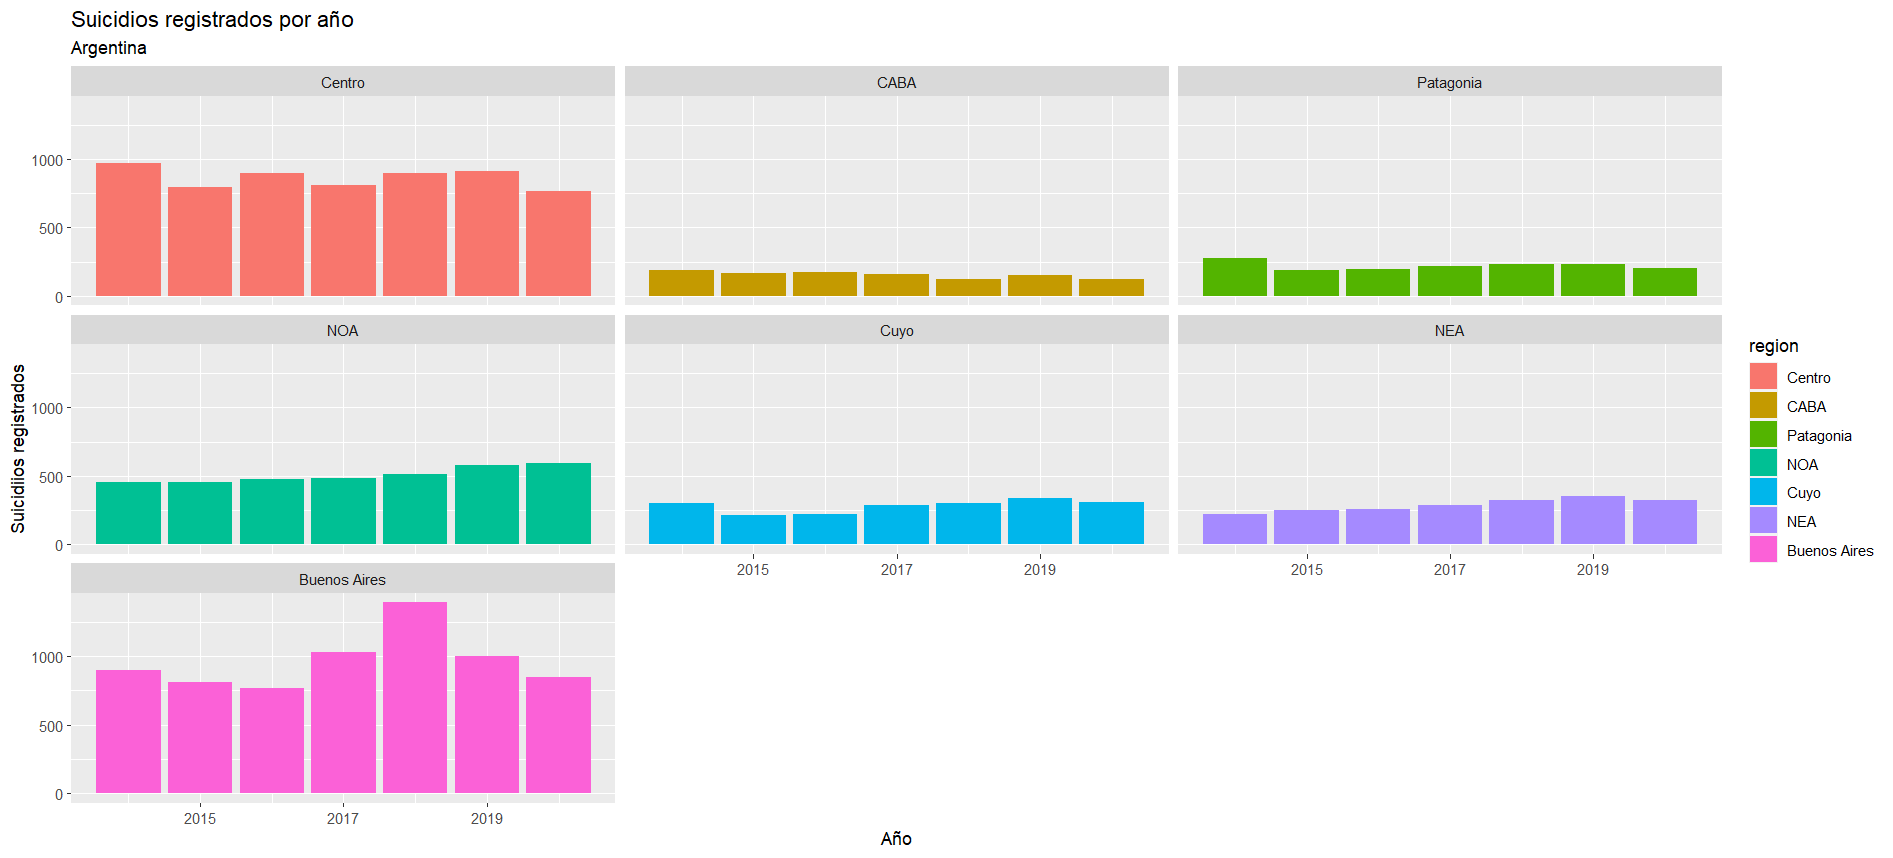 Suicidios registrados por año
Argentina
Centro
CABA
Patagonia
1000
500
0
NOA
Cuyo
NEA
1000
500
0
2015
2017
2019
2015
2017
2019
Buenos Aires
1000
500
0
2015
2017
2019
Año
Suicidiios registrados
region
Centro
CABA
Patagonia
NOA
Cuyo
NEA
Buenos Aires